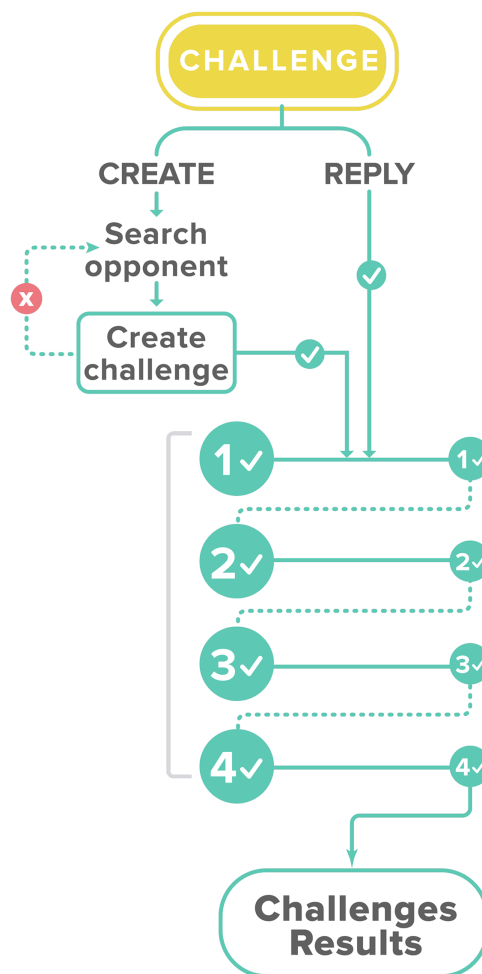 CHALLENGE
CREATE
REPLY
Search
opponent
X
Create
challenge
1
1
2
2
3
3
4
4
Challenges
Results